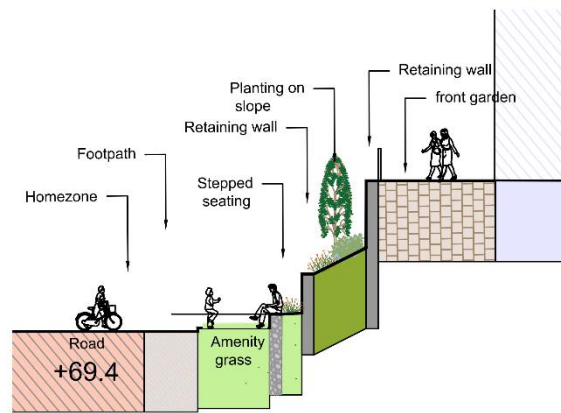 Retaining wall
Planting on
slope
front garden
Retaining wall
Footpath
Stepped
seating
Homezone
Road
+69.4
Amenity
grass